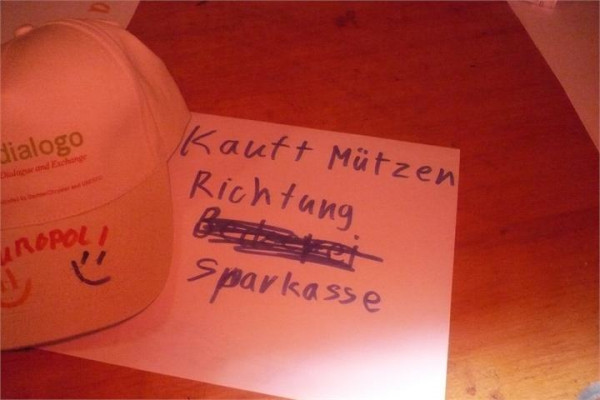 dialogo
Dialogue and Exchange
UROPOLI
Kauft Mützen
Richtung
Sparkasse